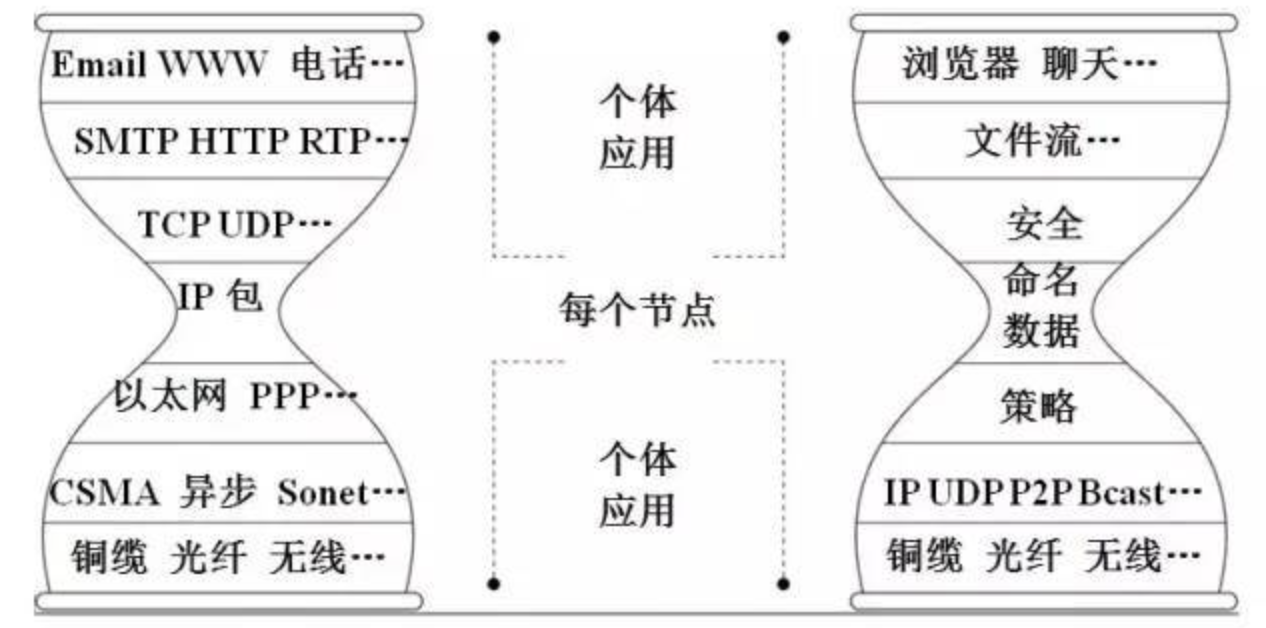 Email WWW 电话…
SMTP HTTP RTP…
TCP UDP…
IP 包
以太网 PPP…
CSMA 异步 Sonet…
铜缆 光纤 无线…
个体
应用
每个节点
个体
应用
浏览器 聊天…
文件流…
安全
命名
数据
策略
IP UDP P2P Bcast…
铜缆 光纤 无线…